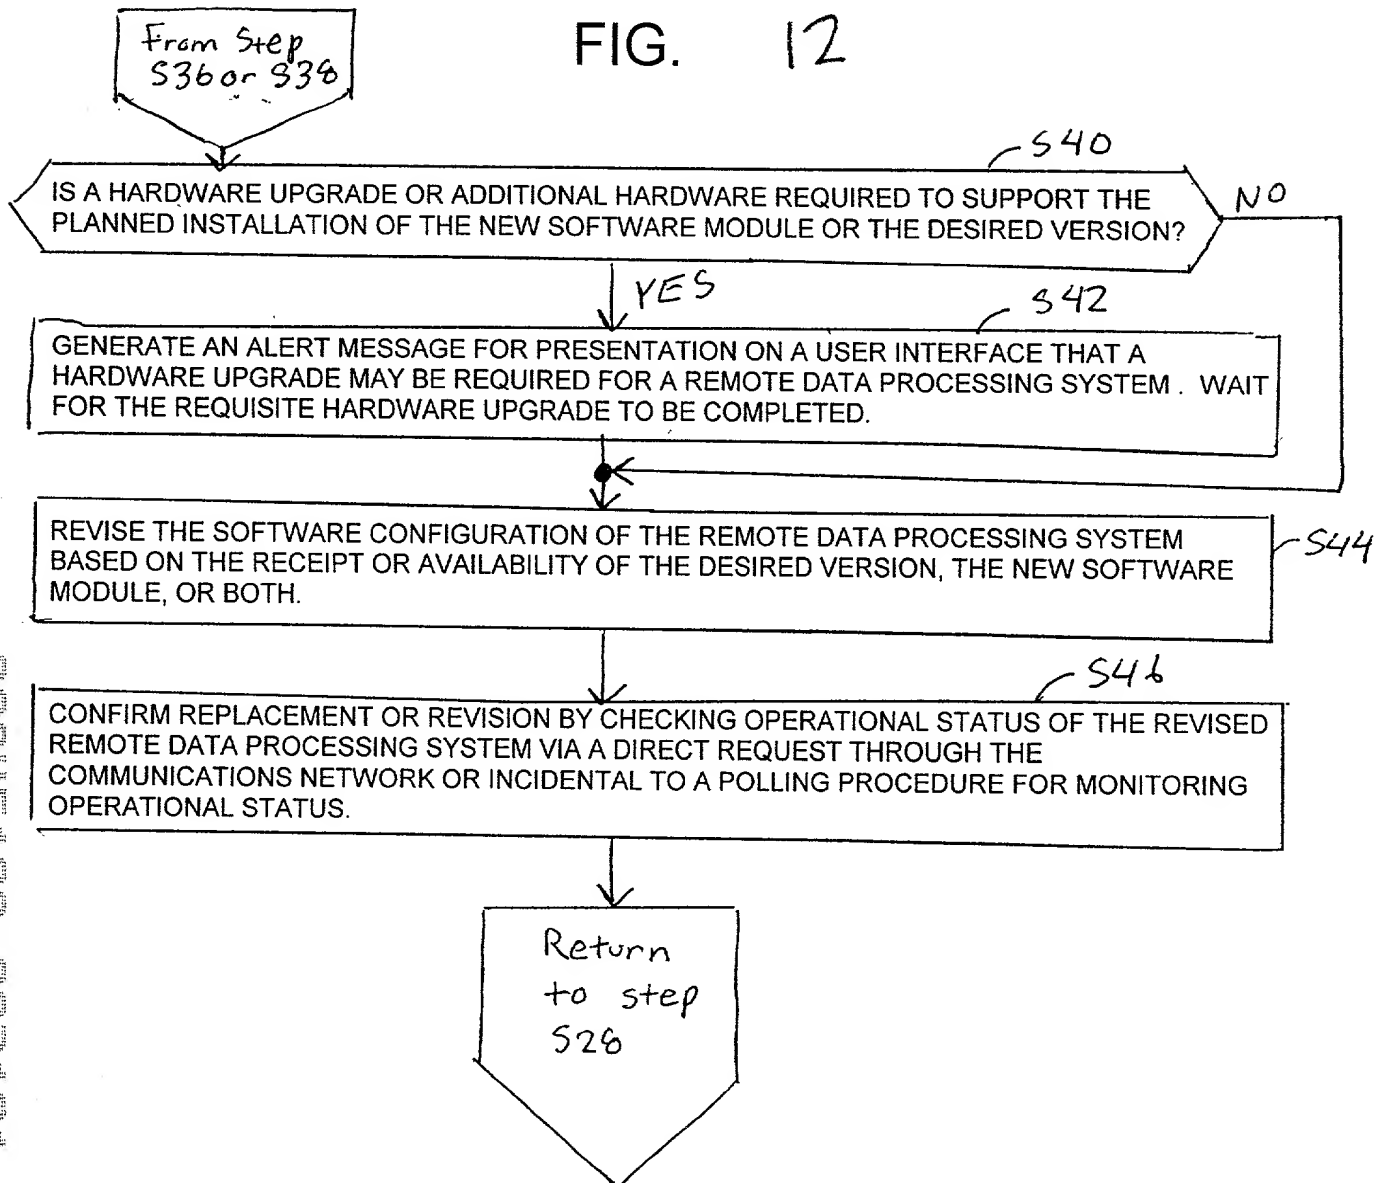 FIG. 12
From Step
S36 or S38
S40
IS A HARDWARE UPGRADE OR ADDITIONAL HARDWARE REQUIRED TO SUPPORT THE
PLANNED INSTALLATION OF THE NEW SOFTWARE MODULE OR THE DESIRED VERSION?
NO
YES
S42
GENERATE AN ALERT MESSAGE FOR PRESENTATION ON A USER INTERFACE THAT A
HARDWARE UPGRADE MAY BE REQUIRED FOR A REMOTE DATA PROCESSING SYSTEM . WAIT
FOR THE REQUISITE HARDWARE UPGRADE TO BE COMPLETED.
REVISE THE SOFTWARE CONFIGURATION OF THE REMOTE DATA PROCESSING SYSTEM
BASED ON THE RECEIPT OR AVAILABILITY OF THE DESIRED VERSION, THE NEW SOFTWARE
MODULE, OR BOTH.
S44
S46
CONFIRM REPLACEMENT OR REVISION BY CHECKING OPERATIONAL STATUS OF THE REVISED
REMOTE DATA PROCESSING SYSTEM VIA A DIRECT REQUEST THROUGH THE
COMMUNICATIONS NETWORK OR INCIDENTAL TO A POLLING PROCEDURE FOR MONITORING
OPERATIONAL STATUS.
Return
to step
S28